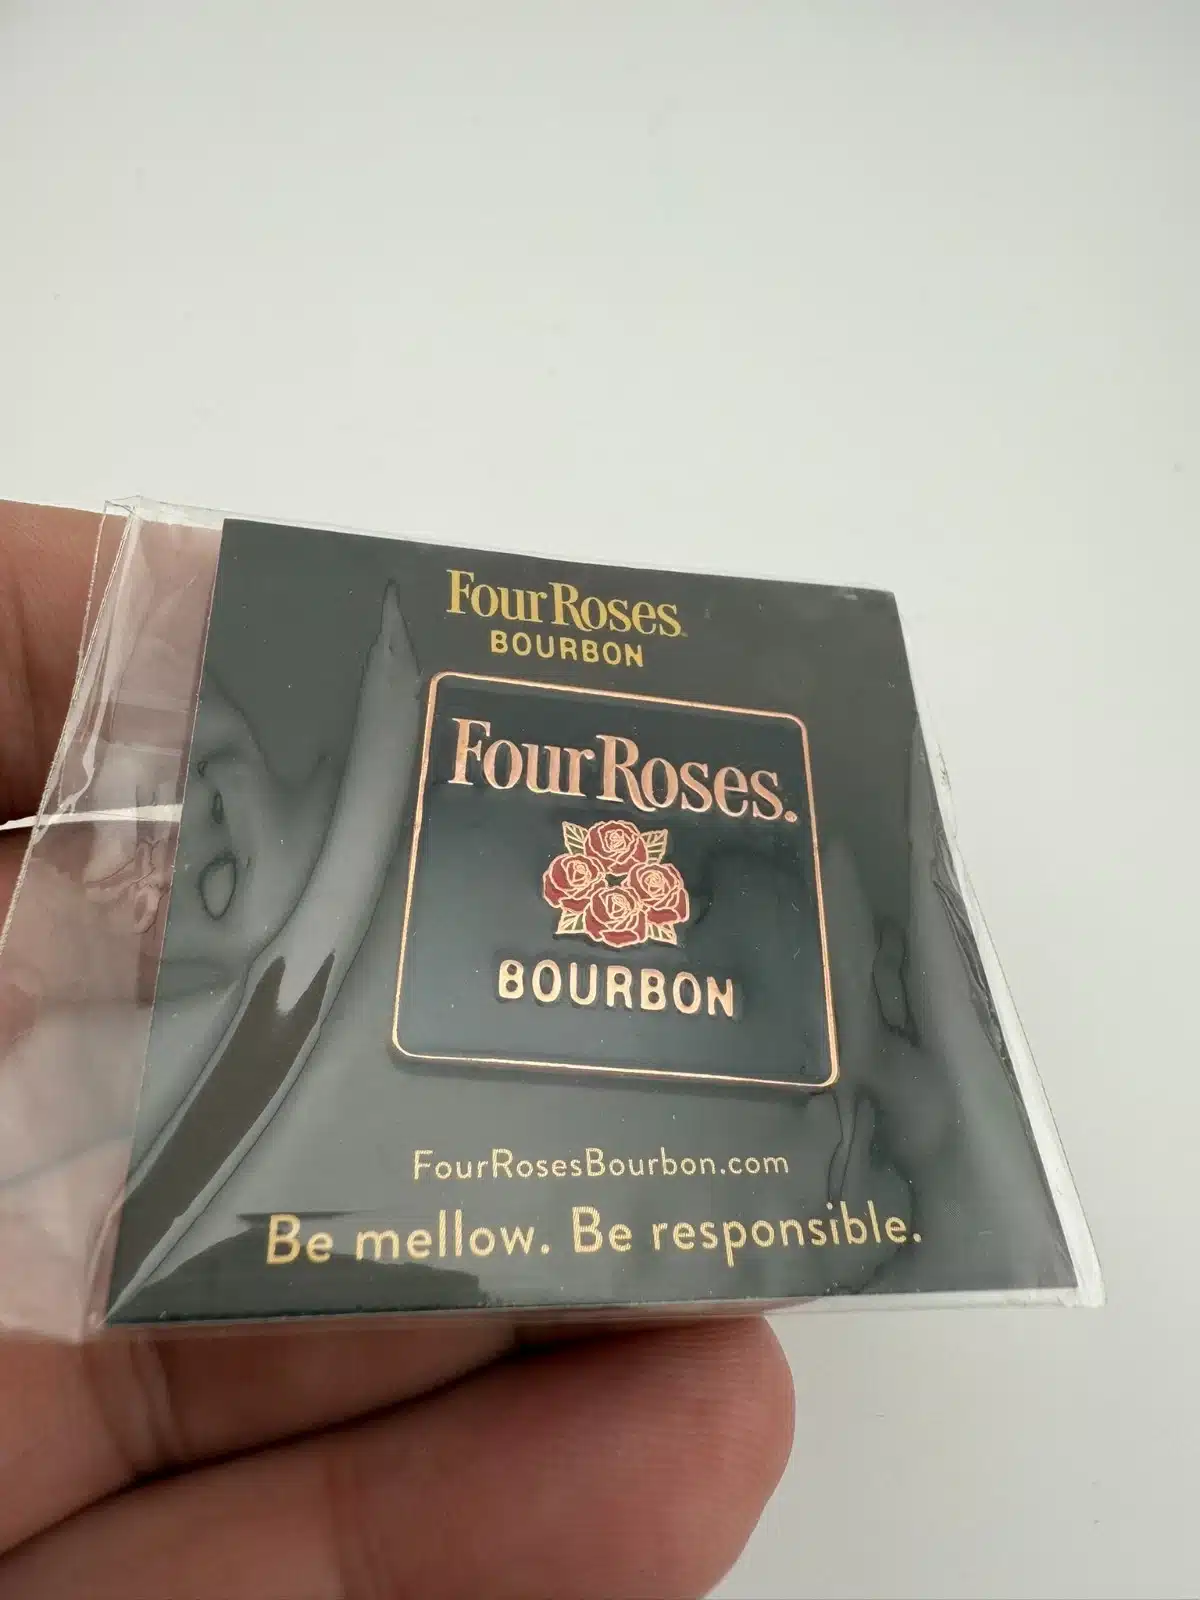 Four Roses
BOURBON
Four Roses.
BOURBON
FourRosesBourbon.com
Be mellow. Be responsible.